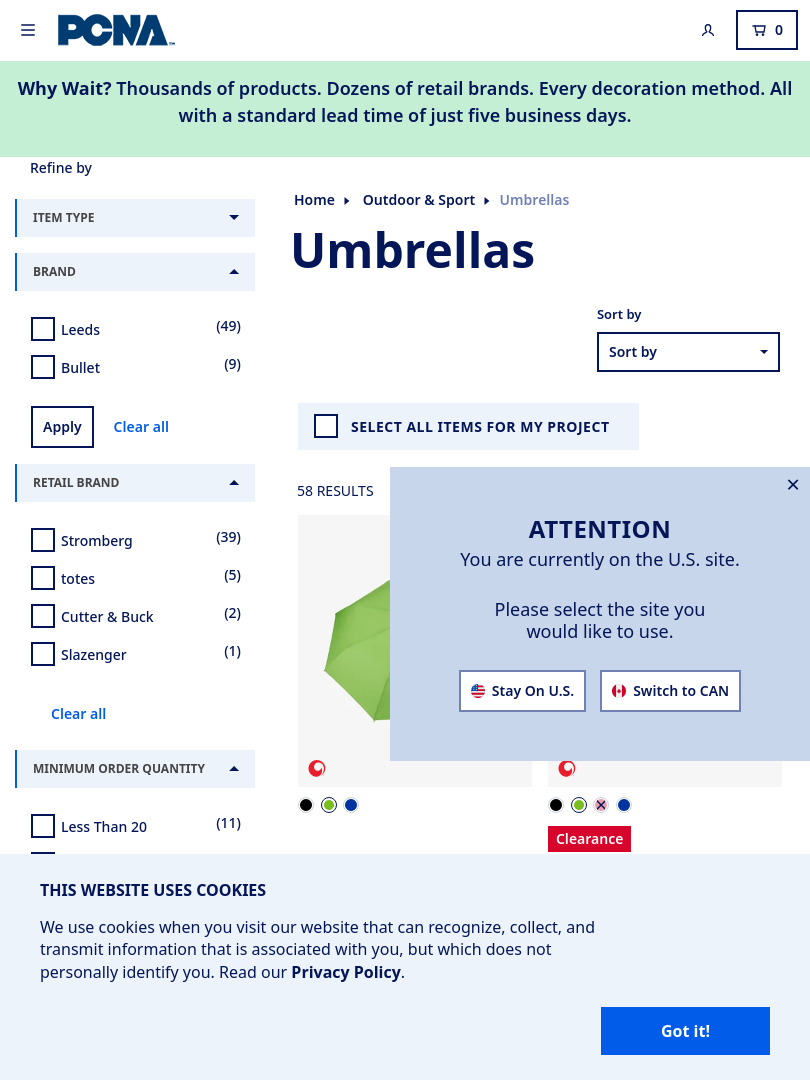 PCNA
0
Why Wait? Thousands of products. Dozens of retail brands. Every decoration method. All
with a standard lead time of just five business days.
Refine by
ITEM TYPE
BRAND
Leeds (49)
Bullet (9)
Apply Clear all
RETAIL BRAND
Stromberg (39)
totes (5)
Cutter & Buck (2)
Slazenger (1)
Clear all
MINIMUM ORDER QUANTITY
Less Than 20 (11)
Home Outdoor & Sport Umbrellas
Umbrellas
Sort by
Sort by
SELECT ALL ITEMS FOR MY PROJECT
58 RESULTS
ATTENTION
You are currently on the U.S. site.
Please select the site you
would like to use.
Stay On U.S. Switch to CAN
Clearance
THIS WEBSITE USES COOKIES
We use cookies when you visit our website that can recognize, collect, and
transmit information that is associated with you, but which does not
personally identify you. Read our Privacy Policy.
Got it!